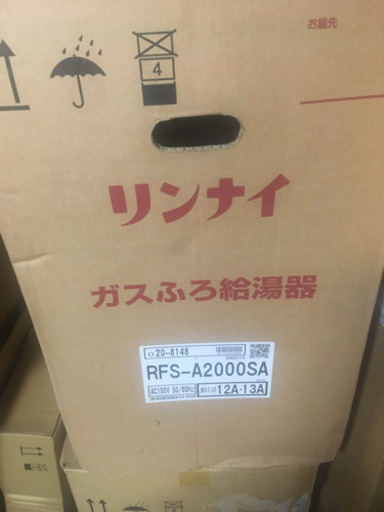 お届先
4
リンナイ
ガスふろ給湯器
20-8148
RFS-A2000SA
AC100V 50/60Hz
12A・13A